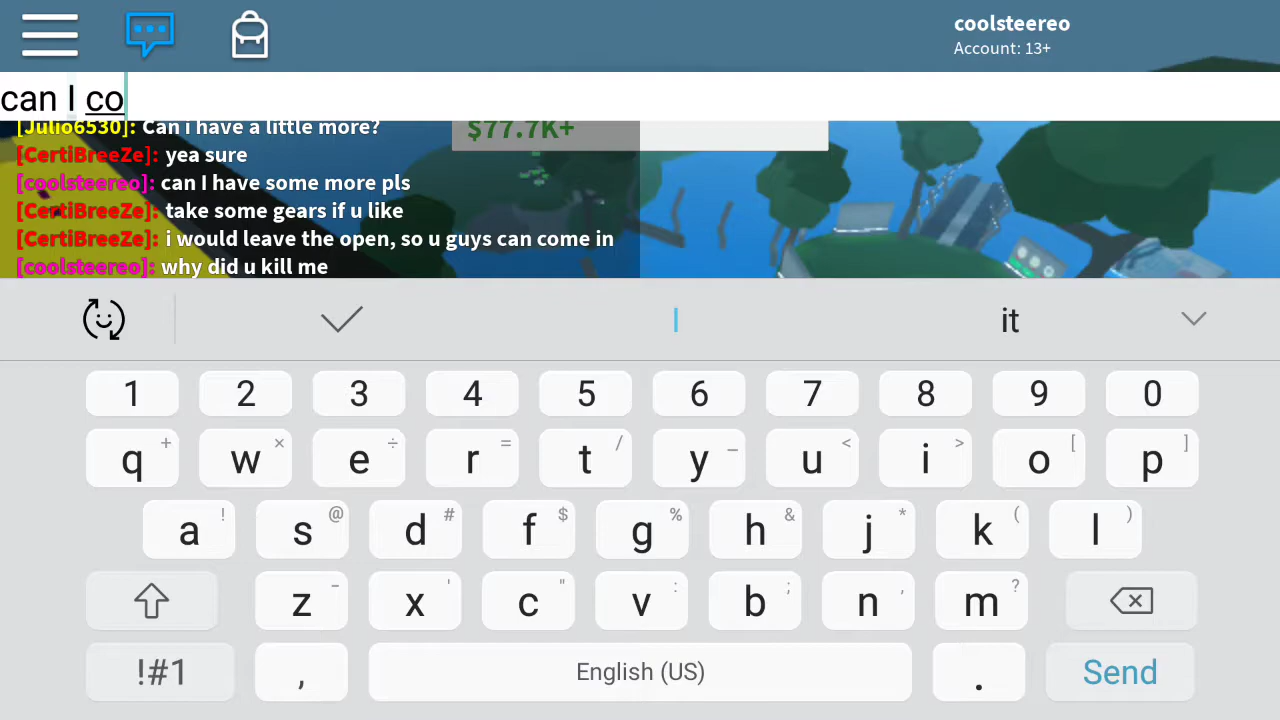 coolsteereo
Account: 13+
can I co
[Julio6530]: Can i have a little more?
$77.7K+
[CertiBreeZe]: yea sure
[coolsteereo]: can I have some more pls
[CertiBreeZe]: take some gears if u like
[CertiBreeZe]: i would leave the open, so u guys can come in
[coolsteereo]: why did u kill me
I it
1 2 3 4 5 6 7 8 9 0
q + w × e ÷ r = t / y _ u < i > o [ p ]
a ! s @ d # f $ g % h & j * k ( l )
z - x ' c " v : b ; n , m ?
!#1 , English (US) . Send